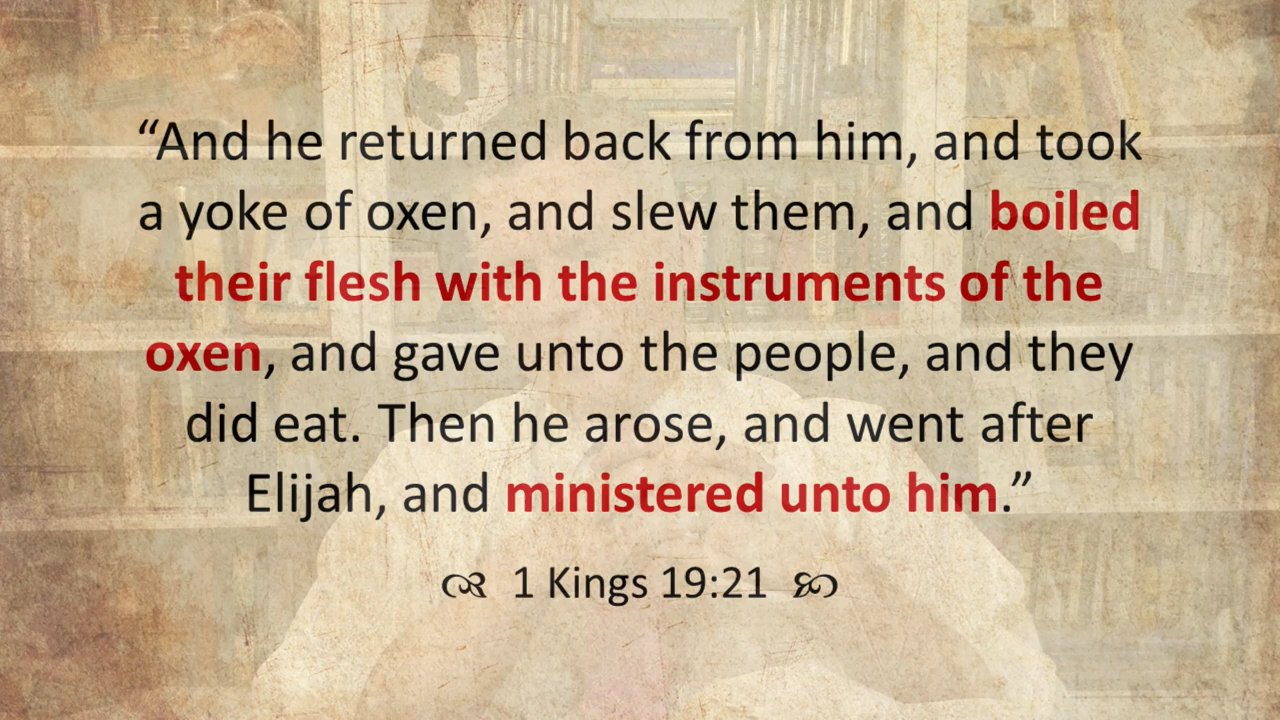 “And he returned back from him, and took
a yoke of oxen, and slew them, and boiled
their flesh with the instruments of the
oxen, and gave unto the people, and they
did eat. Then he arose, and went after
Elijah, and ministered unto him.”
1 Kings 19:21